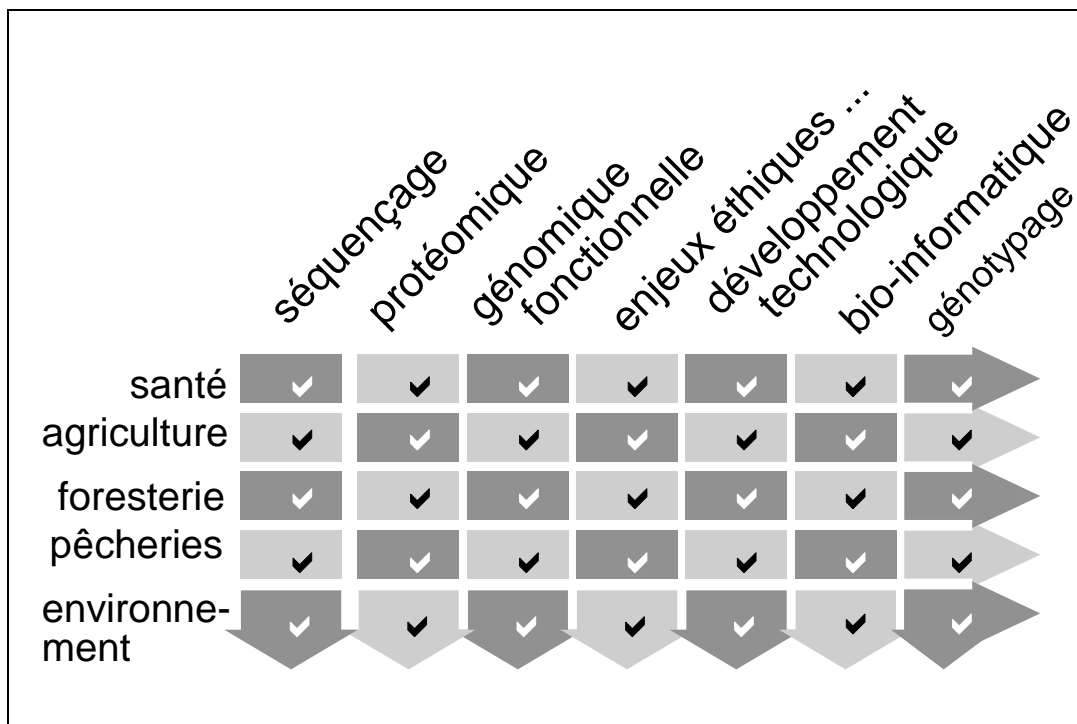 séquençage
protéomique
génomique
fonctionnelle
enjeux éthiques ...
développement
technologique
bio-informatique
génotypage
santé
agriculture
foresterie
pêcheries
environne-
ment